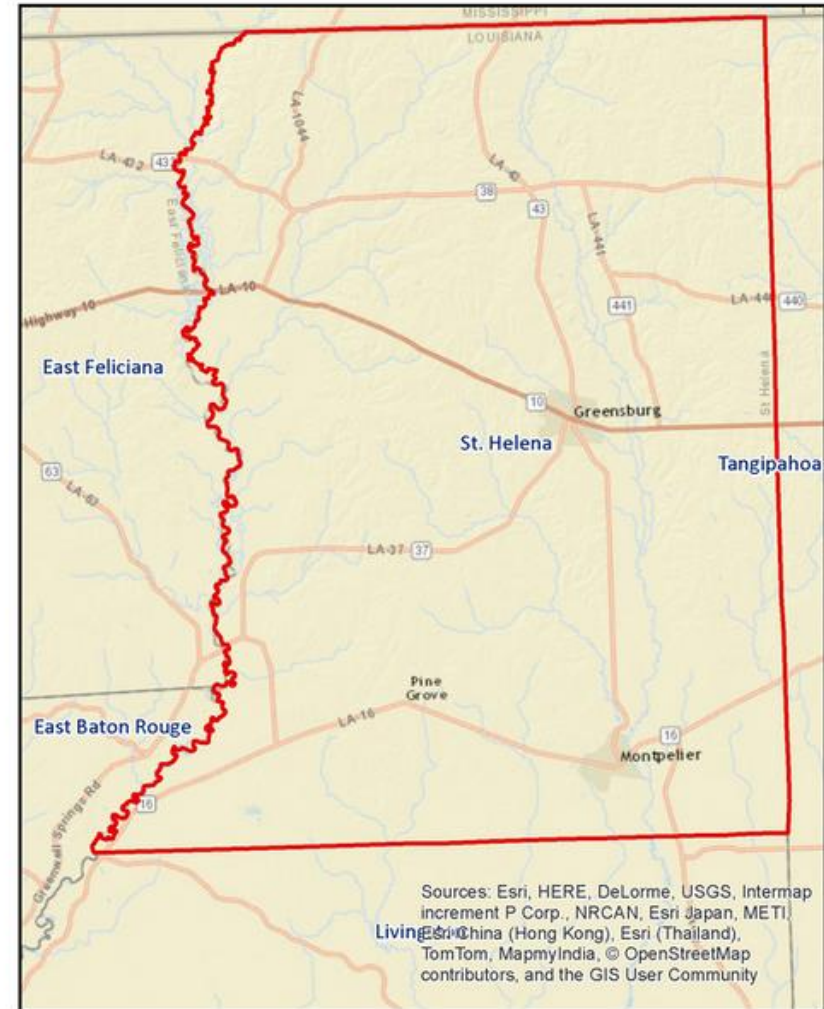 MISSISSIPPI
LOUISIANA
LA-1044
LA-432
43
LA-43
38
43
LA-441
East Felicia
LA-10
Highway 10
441
LA-440
440
East Feliciana
St Helena
10
Greensburg
St. Helena
Tangipahoa
63
LA-63
LA-37
37
Pine
Grove
LA-16
East Baton Rouge
16
Montpelier
16
Greenwell Springs Rd
Sources: Esri, HERE, DeLorme, USGS, Intermap
increment P Corp., NRCAN, Esri Japan, METI,
Esri China (Hong Kong), Esri (Thailand),
TomTom, MapmyIndia, © OpenStreetMap
contributors, and the GIS User Community